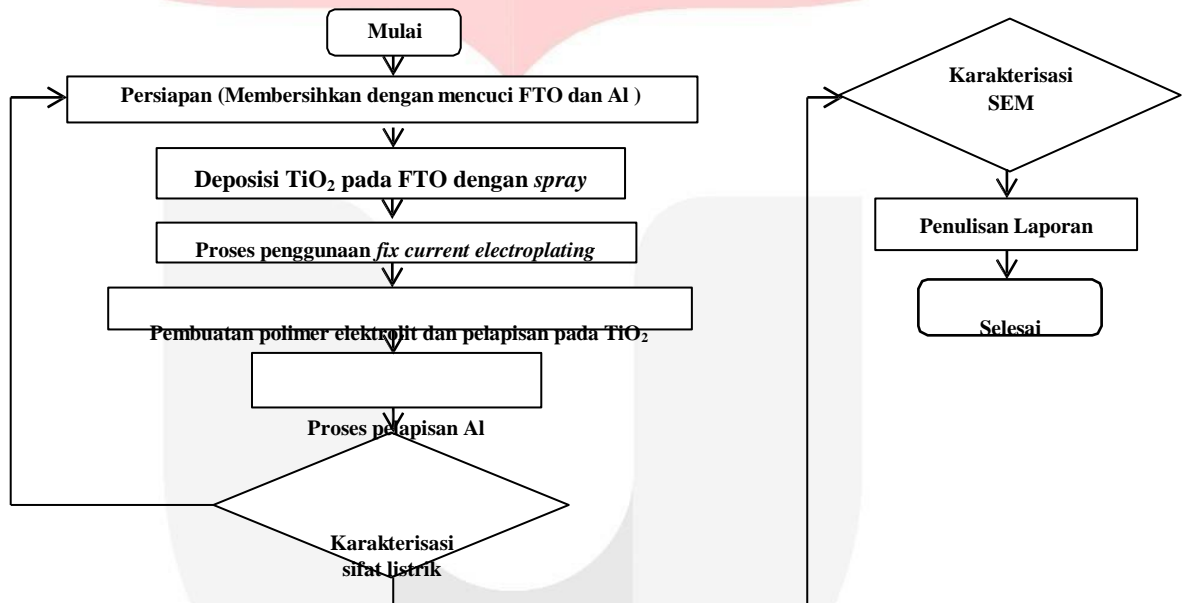 Mulai
Persiapan (Membersihkan dengan mencuci FTO dan Al )
Deposisi TiO₂ pada FTO dengan spray
Proses penggunaan fix current electroplating
Pembuatan polimer elektrolit dan pelapisan pada TiO₂
Proses pelapisan Al
Karakterisasi
sifat listrik
Karakterisasi
SEM
Penulisan Laporan
Selesai